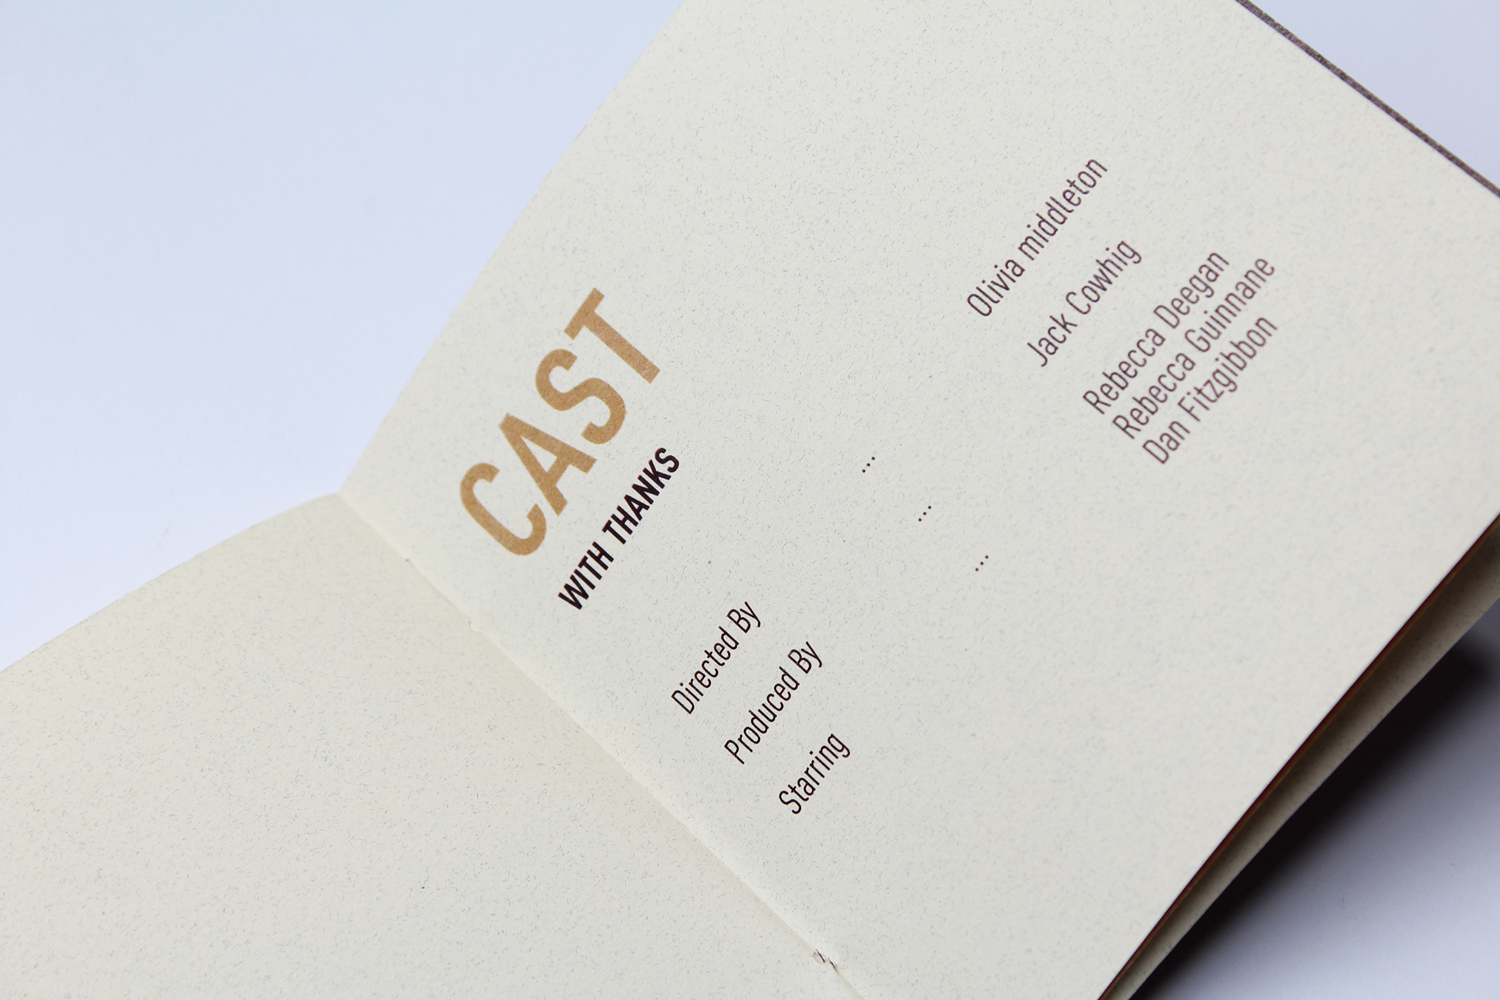 CAST
WITH THANKS
Directed By ... Olivia middleton
Produced By ... Jack Cowhig
Starring ... Rebecca Deegan
Rebecca Guinnane
Dan Fitzgibbon